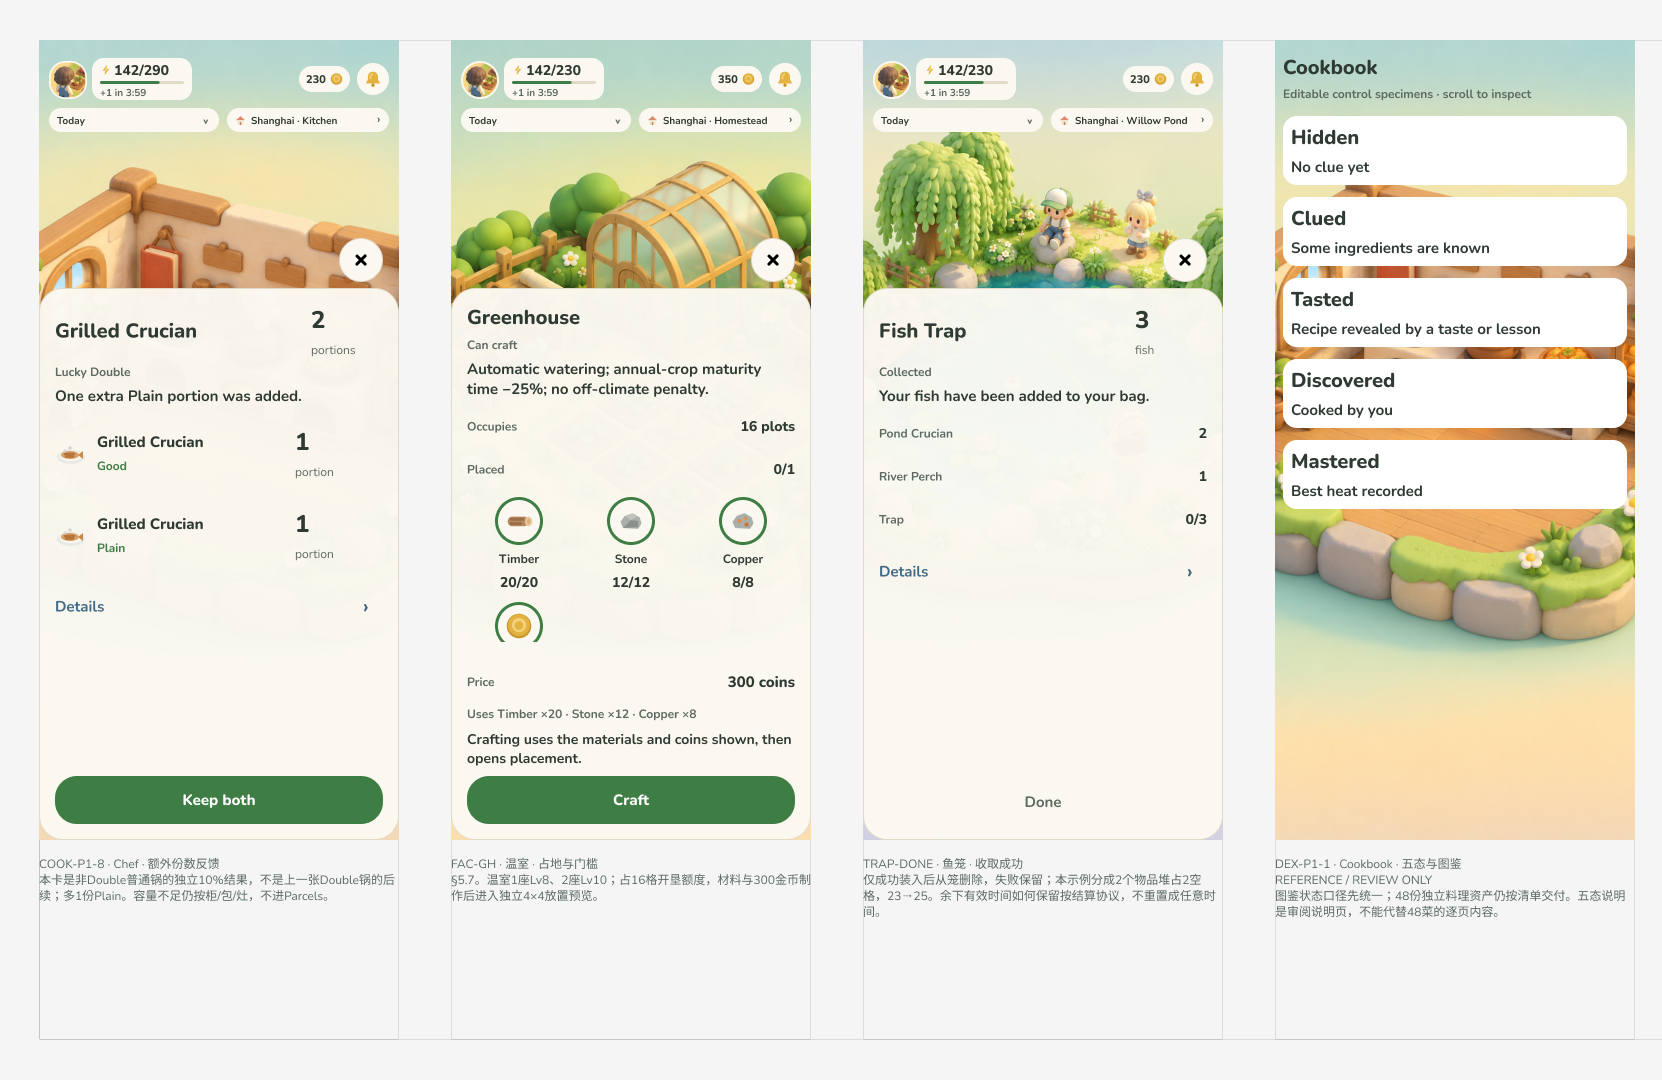 142/290
+1 in 3:59
230
Today
Shanghai · Kitchen
Grilled Crucian
2
portions
Lucky Double
One extra Plain portion was added.
Grilled Crucian
Good
1
portion
Grilled Crucian
Plain
1
portion
Details
Keep both
COOK-P1-8 · Chef · 额外份数反馈
本卡是非Double普通锅的独立10%结果，不是上一张Double锅的后
续；多1份Plain。容量不足仍按柜/包/灶，不进Parcels。
142/230
+1 in 3:59
350
Today
Shanghai · Homestead
Greenhouse
Can craft
Automatic watering; annual-crop maturity
time −25%; no off-climate penalty.
Occupies
16 plots
Placed
0/1
Timber
Stone
Copper
20/20
12/12
8/8
Price
300 coins
Uses Timber ×20 · Stone ×12 · Copper ×8
Crafting uses the materials and coins shown, then
opens placement.
Craft
FAC-GH · 温室 · 占地与门槛
§5.7。温室1座Lv8、2座Lv10；占16格开垦额度，材料与300金币制
作后进入独立4×4放置预览。
142/230
+1 in 3:59
230
Today
Shanghai · Willow Pond
Fish Trap
3
fish
Collected
Your fish have been added to your bag.
Pond Crucian
2
River Perch
1
Trap
0/3
Details
Done
TRAP-DONE · 鱼笼 · 收取成功
仅成功装入后从笼删除，失败保留；本示例分成2个物品堆占2空
格，23→25。余下有效时间如何保留按结算协议，不重置成任意时
间。
Cookbook
Editable control specimens · scroll to inspect
Hidden
No clue yet
Clued
Some ingredients are known
Tasted
Recipe revealed by a taste or lesson
Discovered
Cooked by you
Mastered
Best heat recorded
DEX-P1-1 · Cookbook · 五态与图鉴
REFERENCE / REVIEW ONLY
图鉴状态口径先统一；48份独立料理资产仍按清单交付。五态说明
是审阅说明页，不能代替48菜的逐页内容。